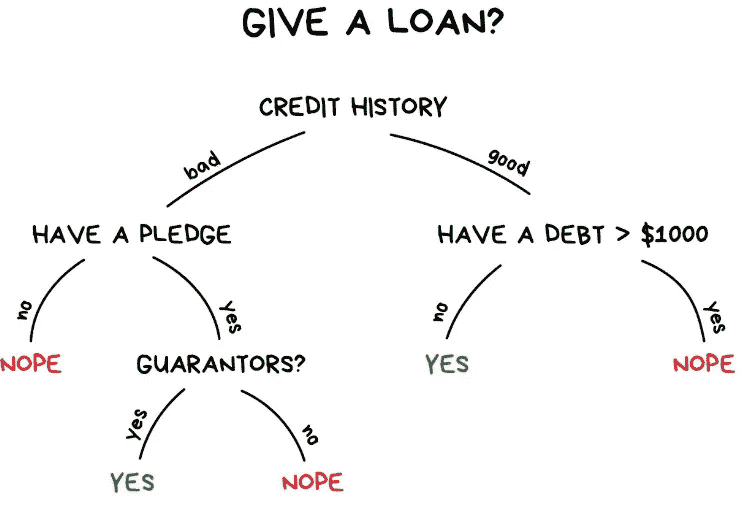 GIVE A LOAN?
CREDIT HISTORY
bad
good
HAVE A PLEDGE
HAVE A DEBT > $1000
no
yes
no
yes
NOPE
GUARANTORS?
YES
NOPE
yes
no
YES
NOPE